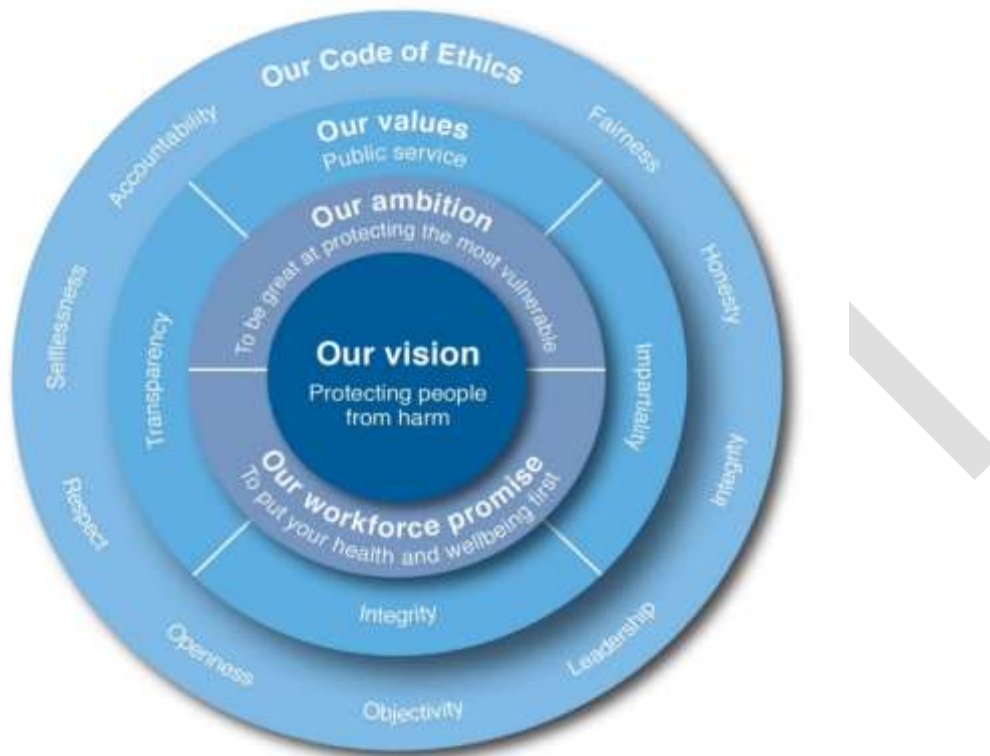 Our Code of Ethics
Accountability
Fairness
Selflessness
Honesty
Respect
Integrity
Openness
Leadership
Objectivity
Our values
Public service
Transparency
Impartiality
Integrity
Our ambition
To be great at protecting the most vulnerable
Our vision
Protecting people
from harm
Our workforce promise
To put your health and wellbeing first